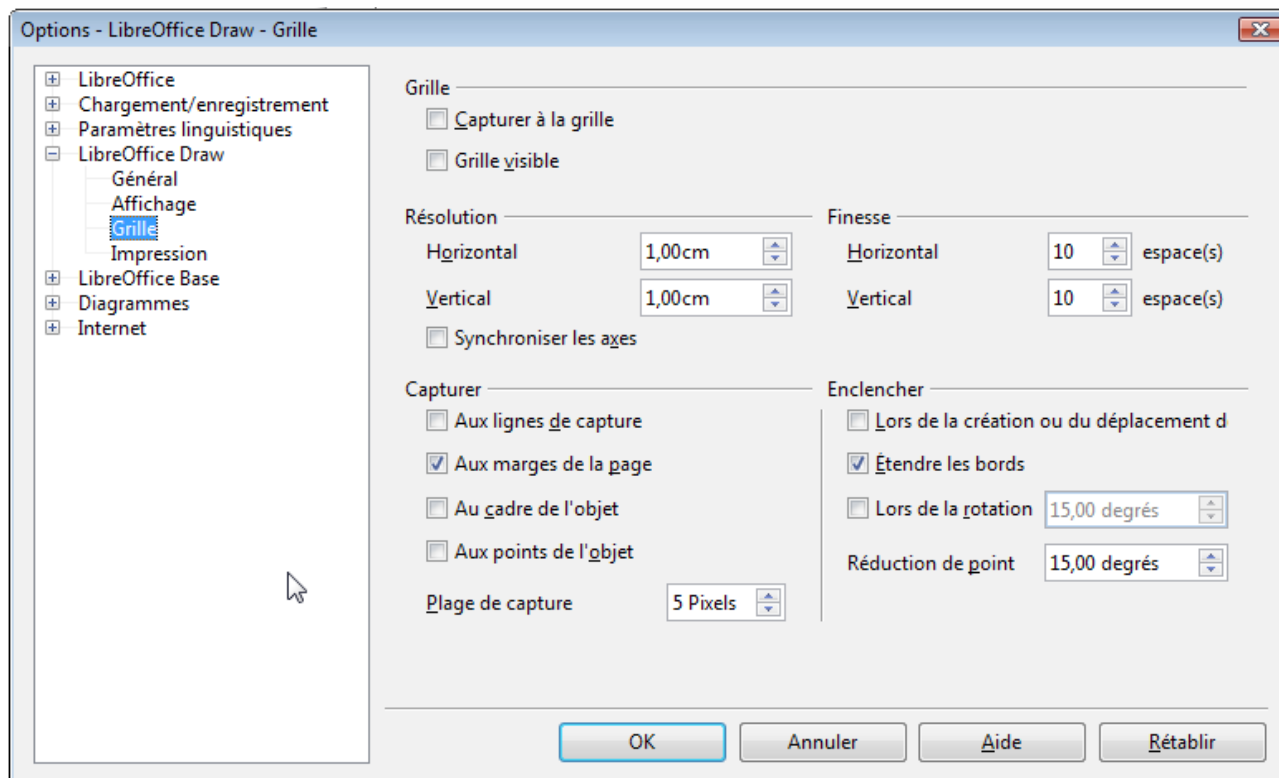 Options - LibreOffice Draw - Grille
LibreOffice
Chargement/enregistrement
Paramètres linguistiques
LibreOffice Draw
Général
Affichage
Grille
Impression
LibreOffice Base
Diagrammes
Internet
Grille
Capturer à la grille
Grille visible
Résolution
Horizontal 1,00cm
Vertical 1,00cm
Synchroniser les axes
Finesse
Horizontal 10 espace(s)
Vertical 10 espace(s)
Capturer
Aux lignes de capture
Aux marges de la page
Au cadre de l'objet
Aux points de l'objet
Plage de capture 5 Pixels
Enclencher
Lors de la création ou du déplacement d
Étendre les bords
Lors de la rotation 15,00 degrés
Réduction de point 15,00 degrés
OK Annuler Aide Rétablir